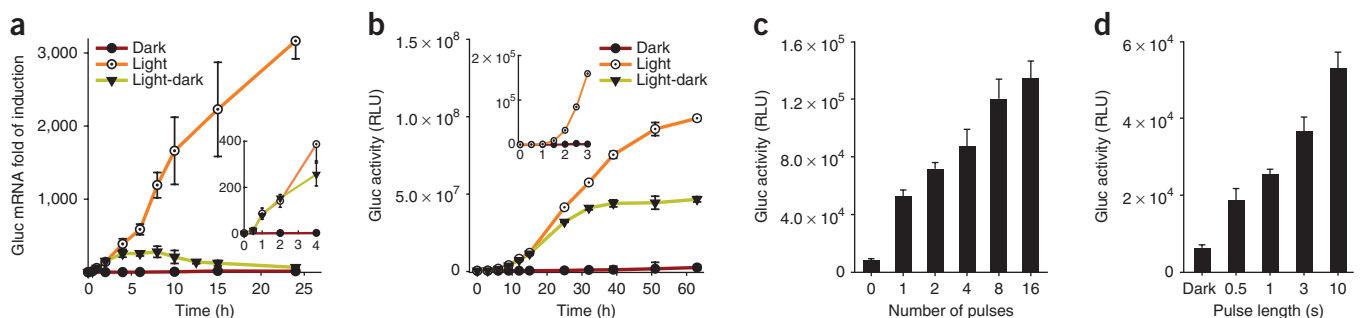 a
Gluc mRNA fold of induction
3,000
2,000
1,000
0
Dark
Light
Light-dark
400
200
0
0 1 2 3 4
0 5 10 15 20 25
Time (h)
b
Gluc activity (RLU)
1.5 × 10⁸
1.0 × 10⁸
5.0 × 10⁷
0
2 × 10⁵
10⁵
0
0 1 2 3
Dark
Light
Light-dark
0 10 20 30 40 50 60
Time (h)
c
Gluc activity (RLU)
1.6 × 10⁵
1.2 × 10⁵
8.0 × 10⁴
4.0 × 10⁴
0
0 1 2 4 8 16
Number of pulses
d
Gluc activity (RLU)
6 × 10⁴
4 × 10⁴
2 × 10⁴
0
Dark 0.5 1 3 10
Pulse length (s)